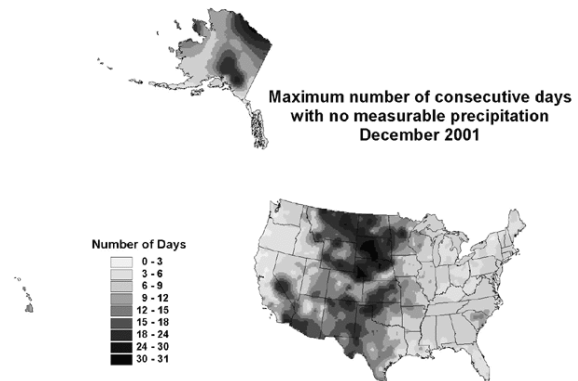 Maximum number of consecutive days
with no measurable precipitation
December 2001
Number of Days
0 - 3
3 - 6
6 - 9
9 - 12
12 - 15
15 - 18
18 - 24
24 - 30
30 - 31